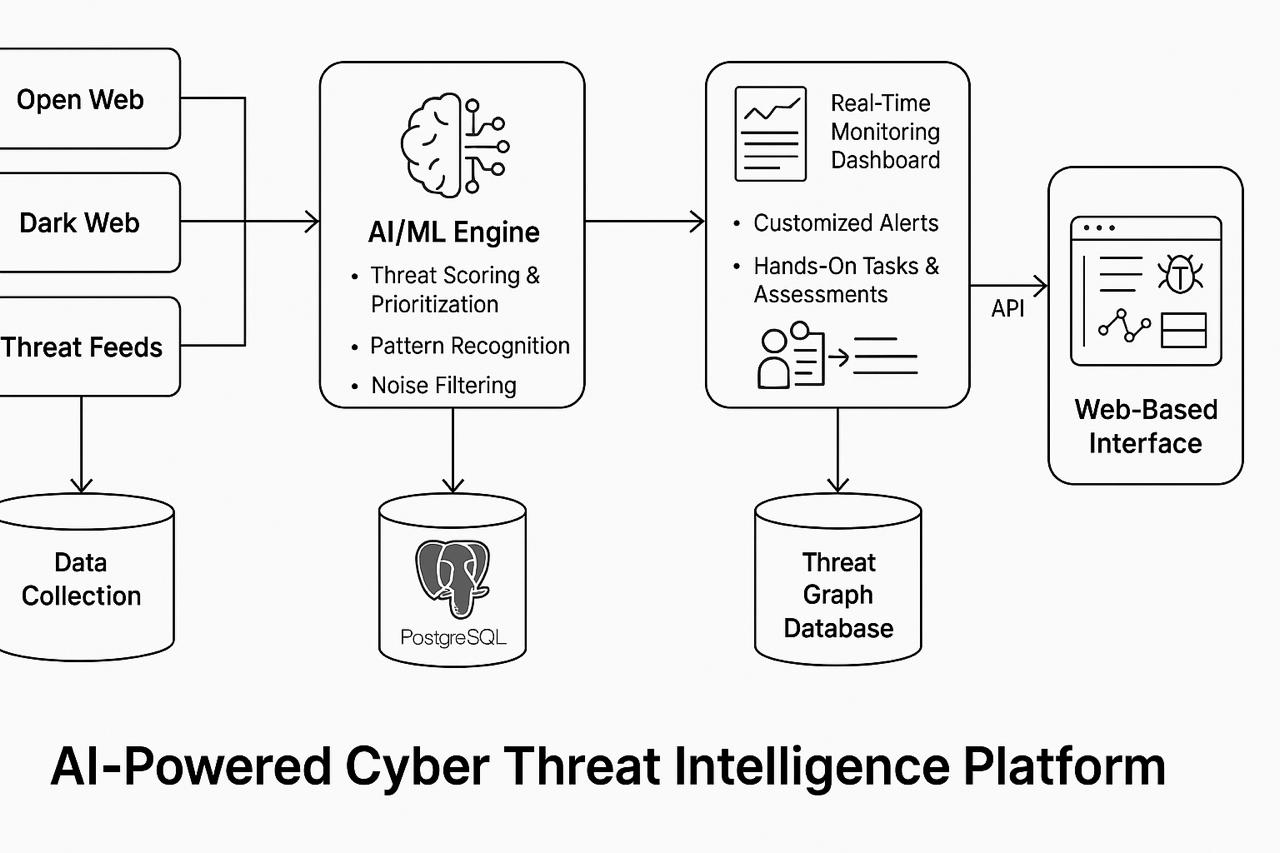 Open Web
Dark Web
Threat Feeds
Data
Collection
AI/ML Engine
• Threat Scoring &
Prioritization
• Pattern Recognition
• Noise Filtering
PostgreSQL
Real-Time
Monitoring
Dashboard
• Customized Alerts
• Hands-On Tasks &
Assessments
Threat
Graph
Database
API
Web-Based
Interface
AI-Powered Cyber Threat Intelligence Platform